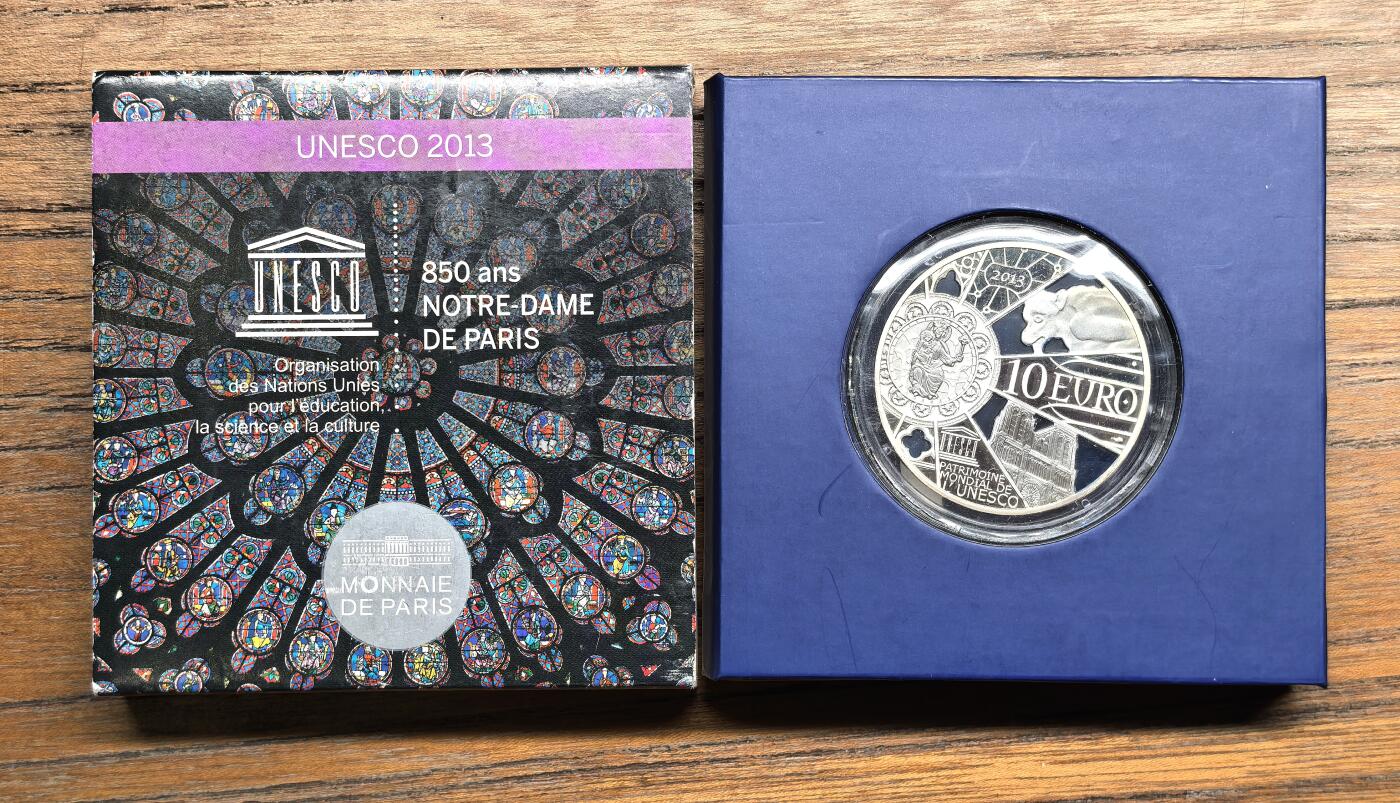 UNESCO 2013
UNESCO
850 ans
NOTRE-DAME
DE PARIS
Organisation
des Nations Unies
pour l'éducation,
la science et la culture
MONNAIE
DE PARIS
2013
10 EURO
UNESCO
PATRIMOINE
MONDIAL DE
L'UNESCO